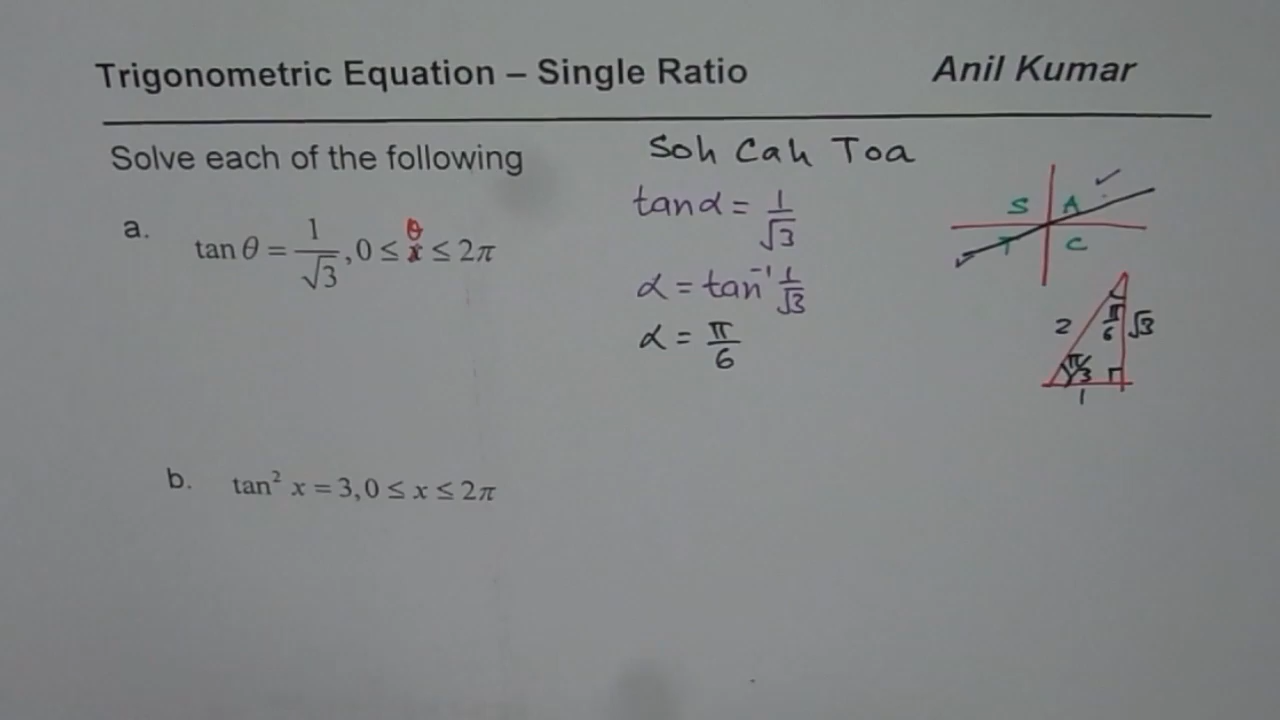 Trigonometric Equation – Single Ratio
Anil Kumar
Solve each of the following
Soh Cah Toa
a. tan θ = 1/√3, 0 ≤ x ≤ 2π
θ
tan α = 1/√3
α = tan⁻¹ 1/√3
α = π/6
S A
T C
2 π/6 √3
π/3
1
b. tan² x = 3, 0 ≤ x ≤ 2π